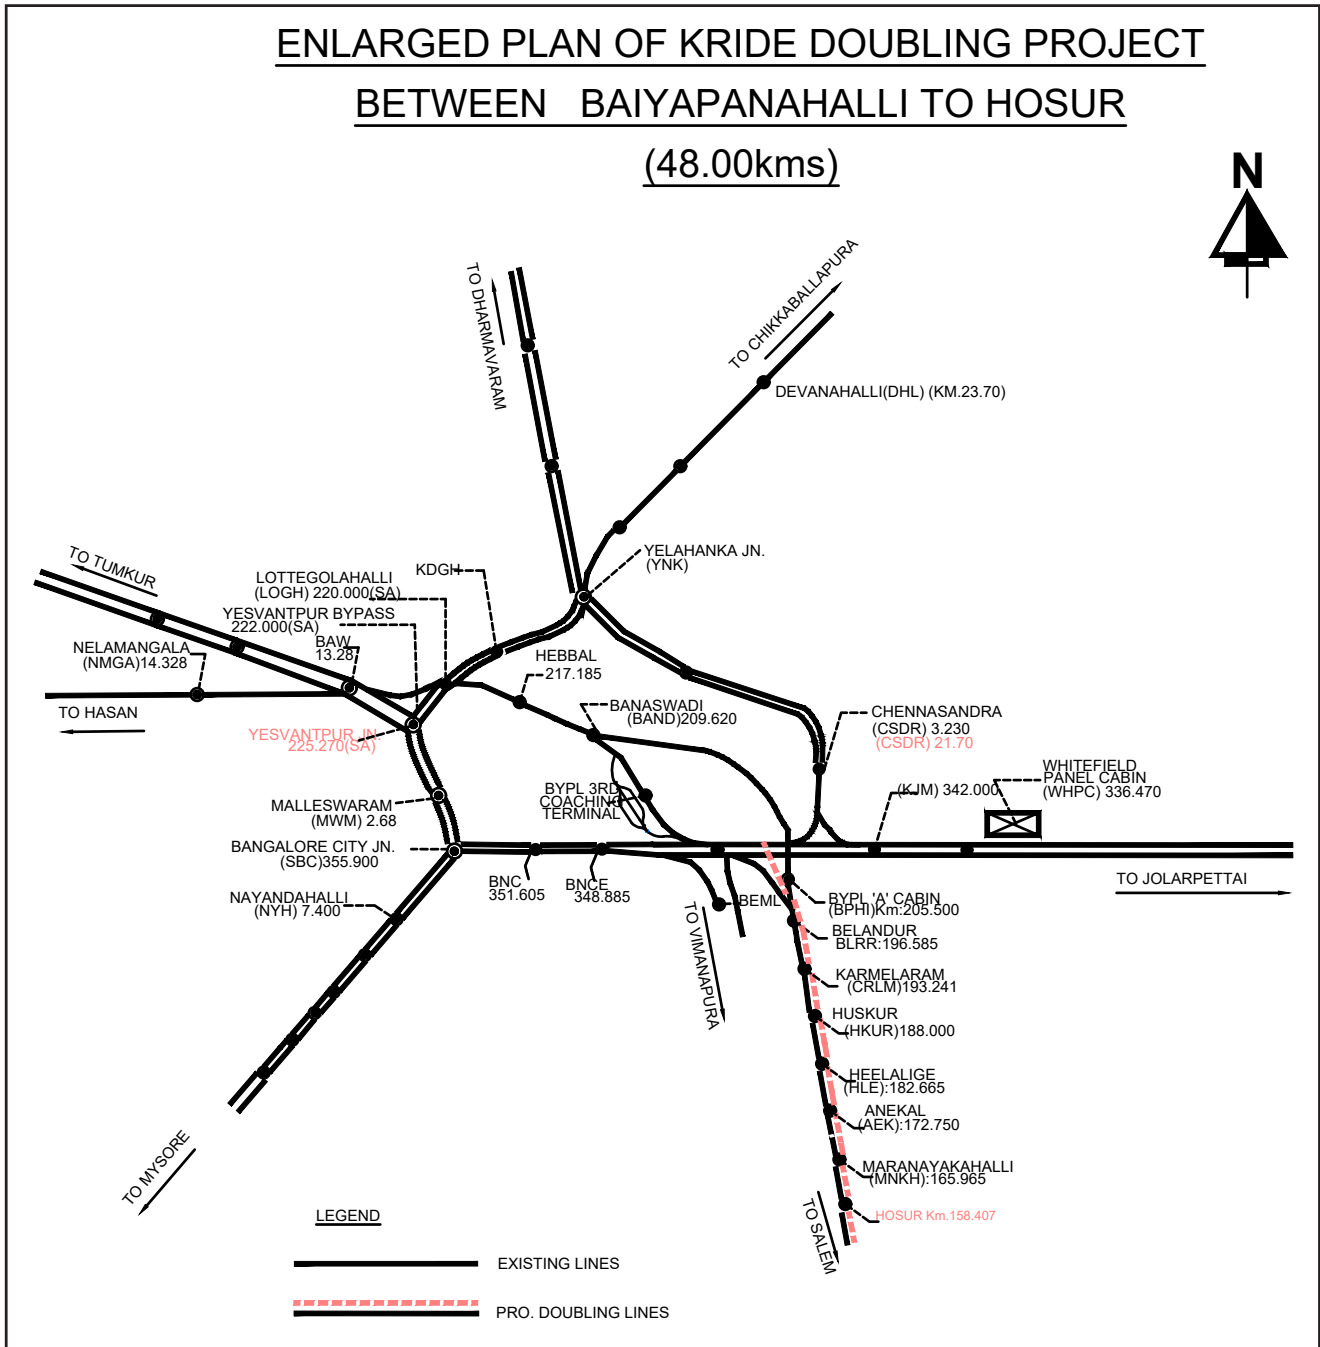 ENLARGED PLAN OF KRIDE DOUBLING PROJECT
BETWEEN BAIYAPANAHALLI TO HOSUR
(48.00kms)
N
TO DHARMAVARAM
TO CHIKKABALLAPURA
DEVANAHALLI(DHL) (KM.23.70)
YELAHANKA JN.
(YNK)
TO TUMKUR
KDGH
LOTTEGOLAHALLI
(LOGH) 220.000(SA)
YESVANTPUR BYPASS
222.000(SA)
BAW
13.28
NELAMANGALA
(NMGA)14.328
TO HASAN
HEBBAL
217.185
BANASWADI
(BAND)209.620
CHENNASANDRA
(CSDR) 3.230
(CSDR) 21.70
YESVANTPUR JN.
225.270(SA)
WHITEFIELD
PANEL CABIN
(WHPC) 336.470
(KJM) 342.000
BYPL 3RD
COACHING
TERMINAL
MALLESWARAM
(MWM) 2.68
BANGALORE CITY JN.
(SBC)355.900
BNC
351.605
BNCE
348.885
TO JOLARPETTAI
NAYANDAHALLI
(NYH) 7.400
BEML
TO VIMANAPURA
BYPL 'A' CABIN
(BPHI)Km:205.500
BELANDUR
BLRR:196.585
KARMELARAM
(CRLM)193.241
HUSKUR
(HKUR)188.000
HEELALIGE
(HLE):182.665
ANEKAL
(AEK):172.750
MARANAYAKAHALLI
(MNKH):165.965
HOSUR Km.158.407
TO MYSORE
TO SALEM
LEGEND
EXISTING LINES
PRO. DOUBLING LINES